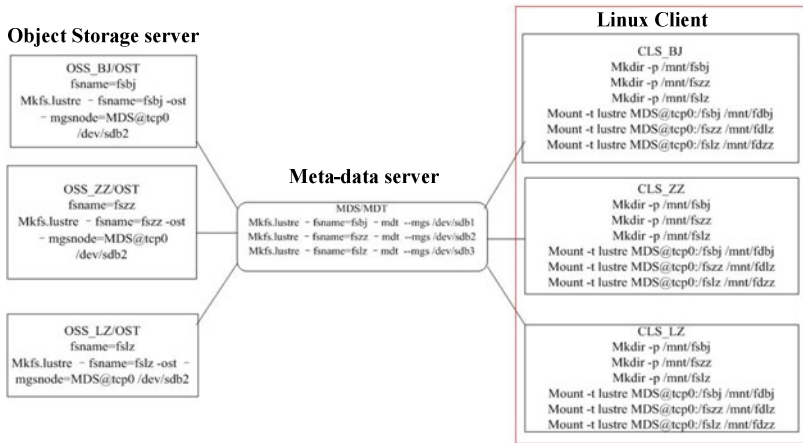 Object Storage server
OSS_BJ/OST
fsname=fsbj
Mkfs.lustre －fsname=fsbj -ost
－mgsnode=MDS@tcp0
/dev/sdb2
OSS_ZZ/OST
fsname=fszz
Mkfs.lustre －fsname=fszz -ost
－mgsnode=MDS@tcp0
/dev/sdb2
OSS_LZ/OST
fsname=fslz
Mkfs.lustre －fsname=fslz -ost －
mgsnode=MDS@tcp0 /dev/sdb2
Meta-data server
MDS/MDT
Mkfs.lustre －fsname=fsbj－mdt --mgs /dev/sdb1
Mkfs.lustre －fsname=fszz －mdt --mgs /dev/sdb2
Mkfs.lustre －fsname=fslz －mdt --mgs /dev/sdb3
Linux Client
CLS_BJ
Mkdir -p /mnt/fsbj
Mkdir -p /mnt/fszz
Mkdir -p /mnt/fslz
Mount -t lustre MDS@tcp0:/fsbj /mnt/fdbj
Mount -t lustre MDS@tcp0:/fszz /mnt/fdlz
Mount -t lustre MDS@tcp0:/fslz /mnt/fdzz
CLS_ZZ
Mkdir -p /mnt/fsbj
Mkdir -p /mnt/fszz
Mkdir -p /mnt/fslz
Mount -t lustre MDS@tcp0:/fsbj /mnt/fdbj
Mount -t lustre MDS@tcp0:/fszz /mnt/fdlz
Mount -t lustre MDS@tcp0:/fslz /mnt/fdzz
CLS_LZ
Mkdir -p /mnt/fsbj
Mkdir -p /mnt/fszz
Mkdir -p /mnt/fslz
Mount -t lustre MDS@tcp0:/fsbj /mnt/fdbj
Mount -t lustre MDS@tcp0:/fszz /mnt/fdlz
Mount -t lustre MDS@tcp0:/fslz /mnt/fdzz